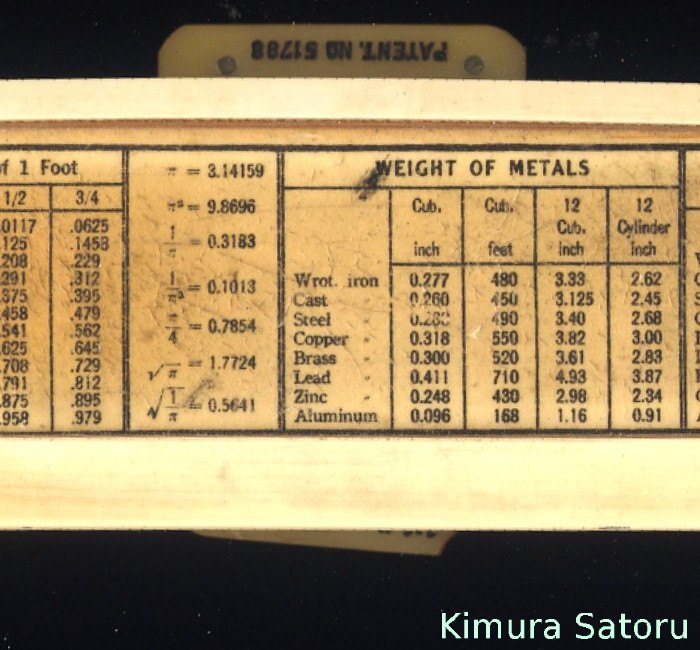 PATENT. NO 51788
of 1 Foot
1/2 3/4
.0117 .0625
.125 .1458
.208 .229
.291 .312
.375 .395
.458 .479
.541 .562
.625 .645
.708 .729
.791 .812
.875 .895
.958 .979
π = 3.14159
π² = 9.8696
1/π = 0.3183
1/π² = 0.1013
π/4 = 0.7854
√π = 1.7724
√1/π = 0.5641
WEIGHT OF METALS
Cub. inch Cub. feet 12 Cub. inch 12 Cylinder inch
Wrot. iron 0.277 480 3.33 2.62
Cast " 0.260 450 3.125 2.45
Steel " 490 3.40 2.68
Copper " 0.318 550 3.82 3.00
Brass " 0.300 520 3.61 2.83
Lead " 0.411 710 4.93 3.87
Zinc " 0.248 430 2.98 2.34
Aluminum 0.096 168 1.16 0.91
Kimura Satoru